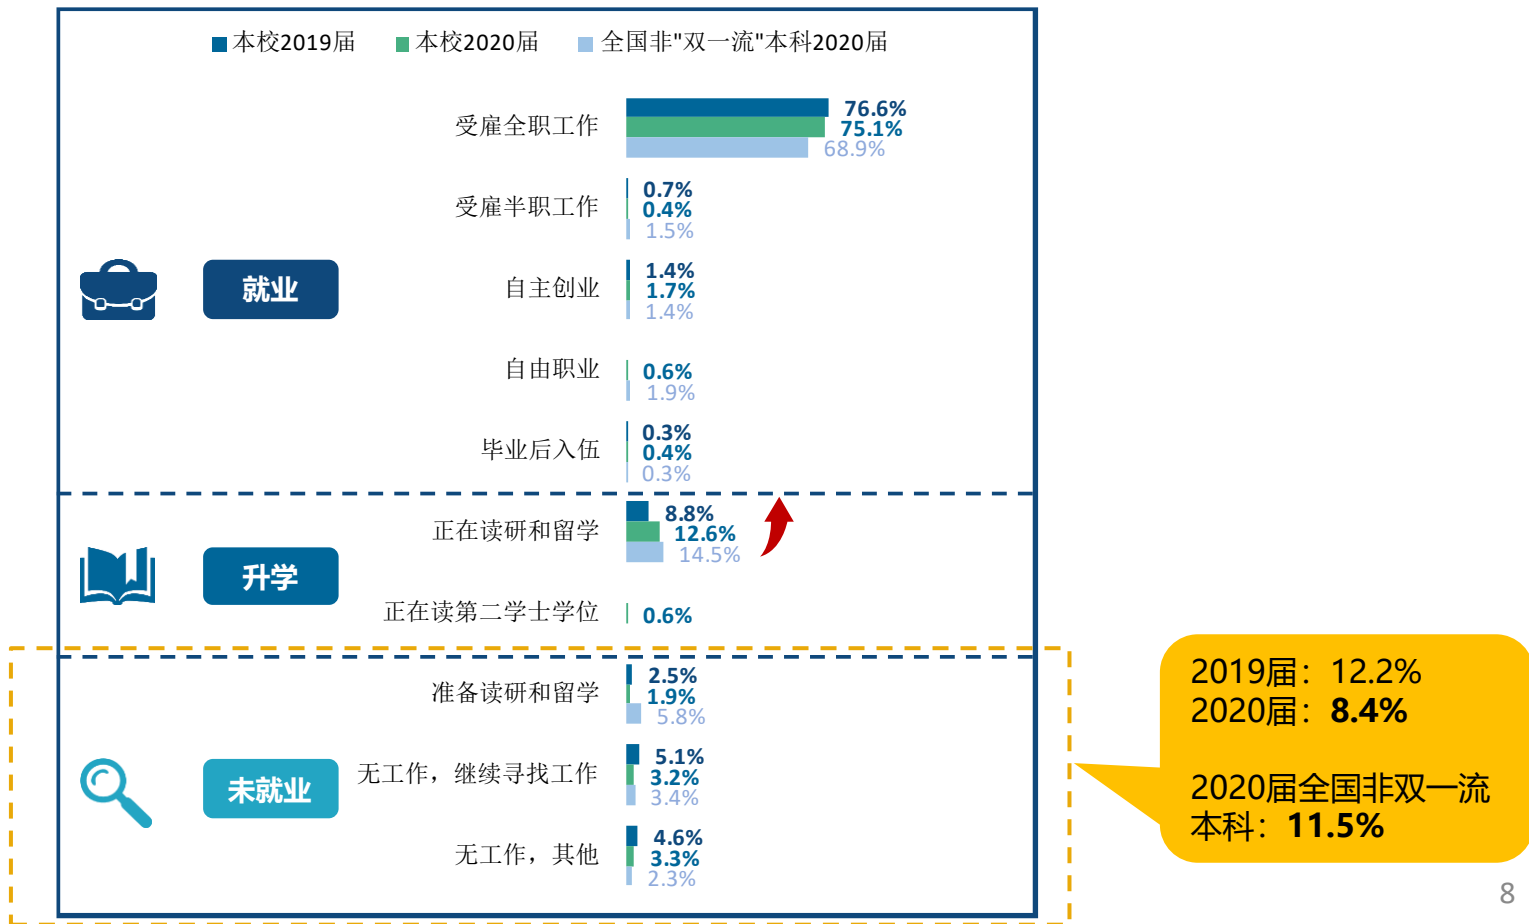 本校2019届 本校2020届 全国非"双一流"本科2020届
受雇全职工作
76.6%
75.1%
68.9%
受雇半职工作
0.7%
0.4%
1.5%
就业
自主创业
1.4%
1.7%
1.4%
自由职业
0.6%
1.9%
毕业后入伍
0.3%
0.4%
0.3%
升学
正在读研和留学
8.8%
12.6%
14.5%
正在读第二学士学位
0.6%
未就业
准备读研和留学
2.5%
1.9%
5.8%
无工作，继续寻找工作
5.1%
3.2%
3.4%
无工作，其他
4.6%
3.3%
2.3%
2019届：12.2%
2020届：8.4%
2020届全国非双一流
本科：11.5%
8